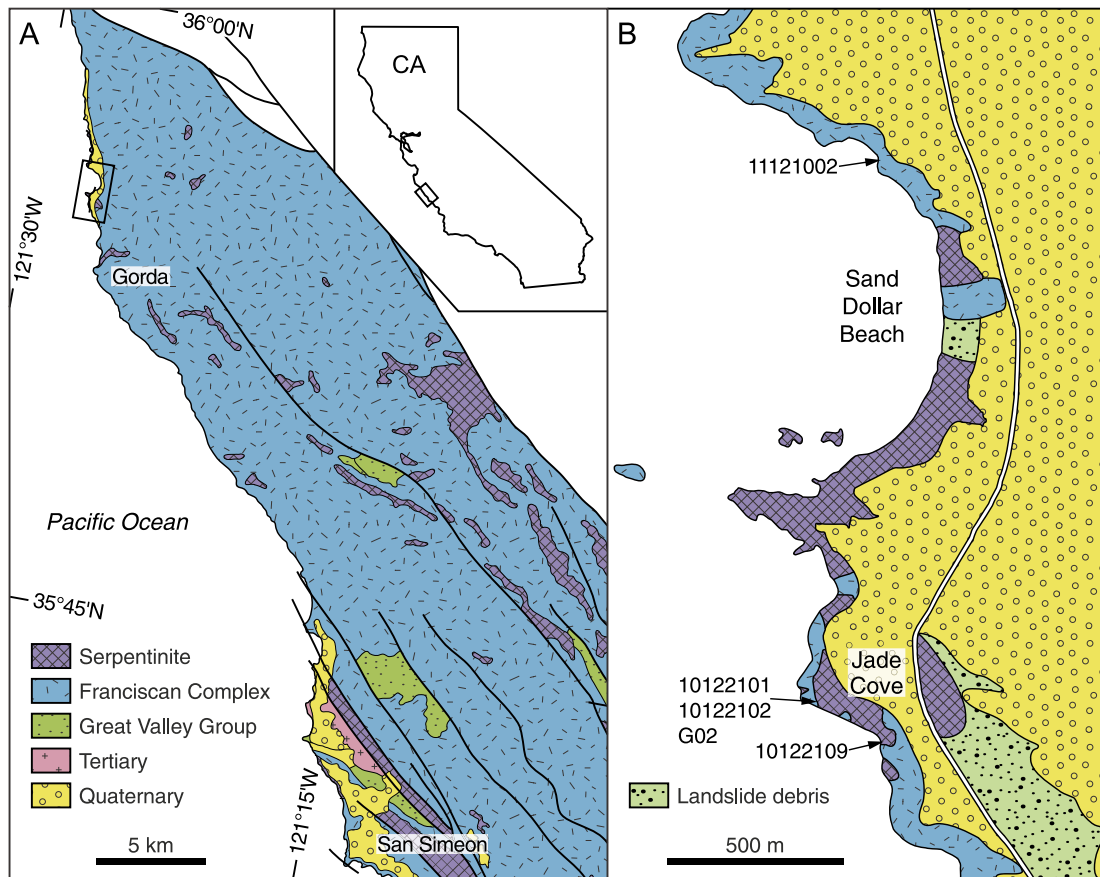 A
36°00'N
CA
121°30'W
Gorda
Pacific Ocean
35°45'N
Serpentinite
Franciscan Complex
Great Valley Group
Tertiary
Quaternary
121°15'W
San Simeon
5 km
B
11121002
Sand
Dollar
Beach
Jade
Cove
10122101
10122102
G02
10122109
Landslide debris
500 m